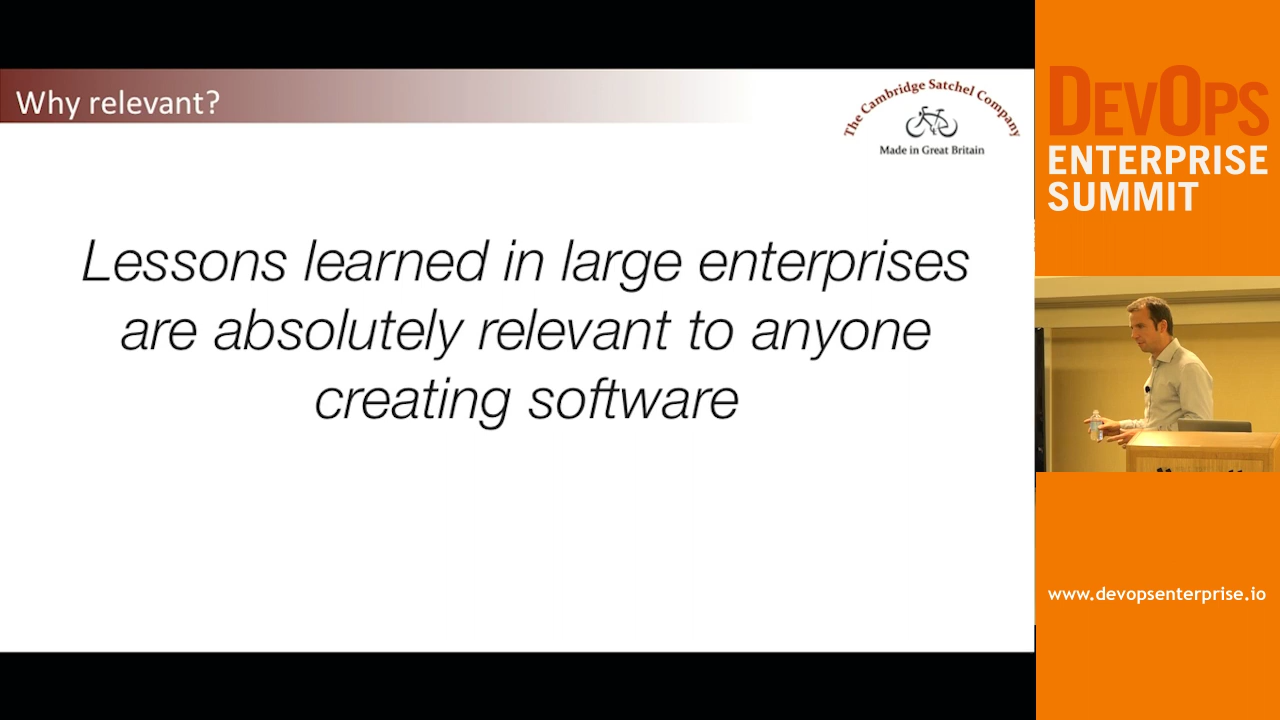 Why relevant?
The Cambridge Satchel Company
Made in Great Britain
Lessons learned in large enterprises
are absolutely relevant to anyone
creating software
DEVOPS
ENTERPRISE
SUMMIT
www.devopsenterprise.io